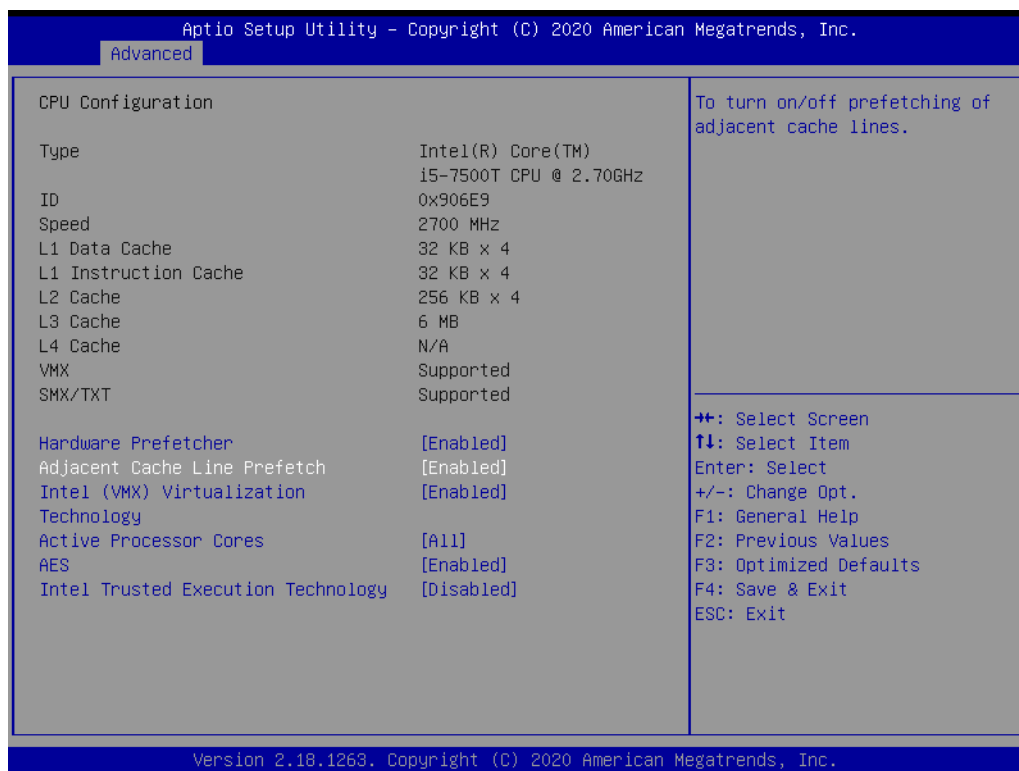 Aptio Setup Utility – Copyright (C) 2020 American Megatrends, Inc.
Advanced
CPU Configuration
Type Intel(R) Core(TM)
i5-7500T CPU @ 2.70GHz
ID 0x906E9
Speed 2700 MHz
L1 Data Cache 32 KB x 4
L1 Instruction Cache 32 KB x 4
L2 Cache 256 KB x 4
L3 Cache 6 MB
L4 Cache N/A
VMX Supported
SMX/TXT Supported
Hardware Prefetcher [Enabled]
Adjacent Cache Line Prefetch [Enabled]
Intel (VMX) Virtualization [Enabled]
Technology
Active Processor Cores [All]
AES [Enabled]
Intel Trusted Execution Technology [Disabled]
To turn on/off prefetching of
adjacent cache lines.
→←: Select Screen
↑↓: Select Item
Enter: Select
+/-: Change Opt.
F1: General Help
F2: Previous Values
F3: Optimized Defaults
F4: Save & Exit
ESC: Exit
Version 2.18.1263. Copyright (C) 2020 American Megatrends, Inc.